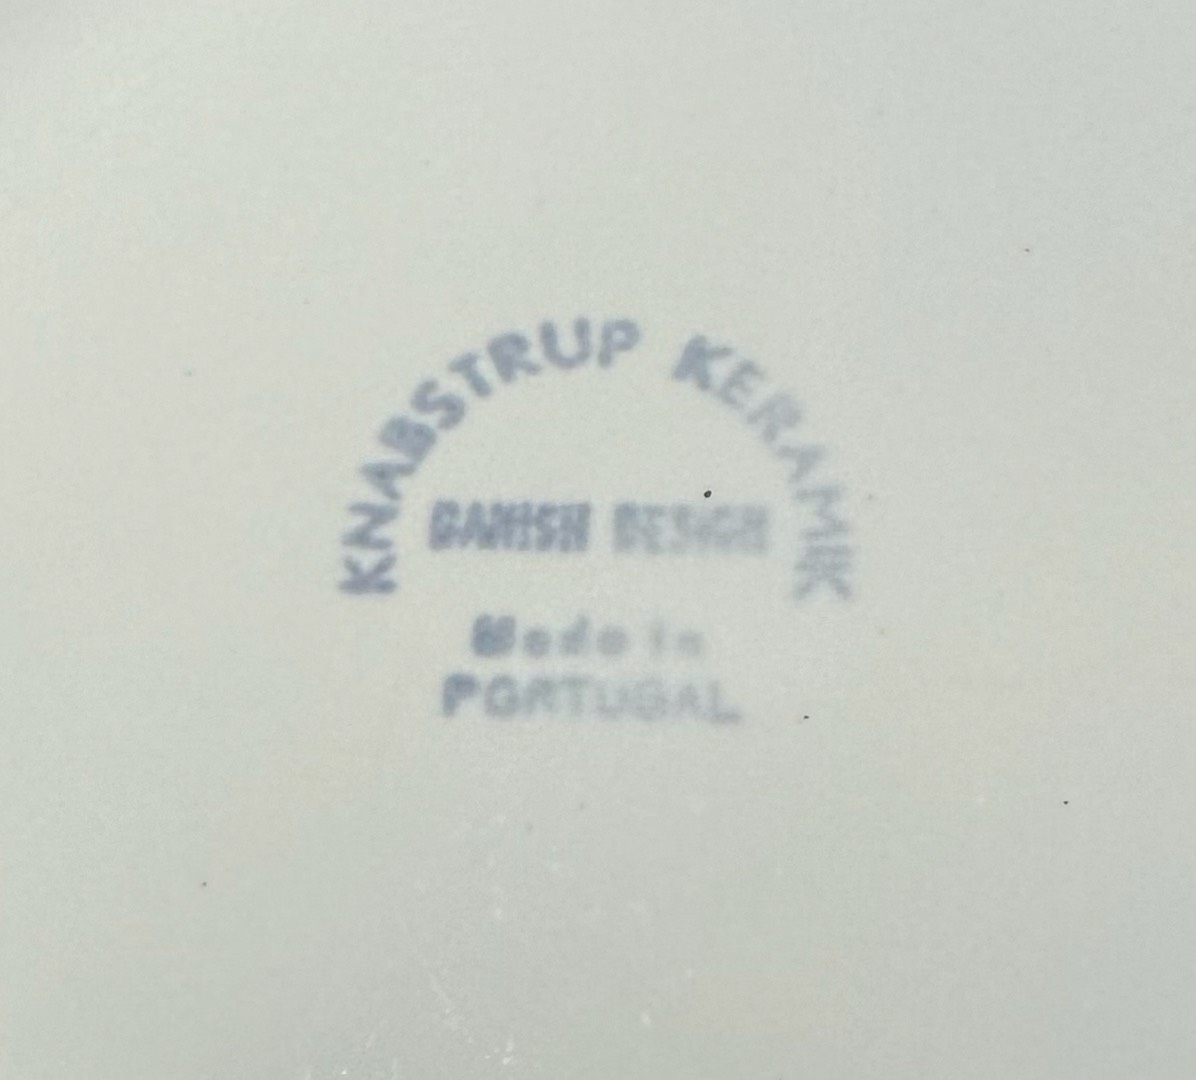 KNABSTRUP KERAMIK
DANISH DESIGN
Made in
PORTUGAL